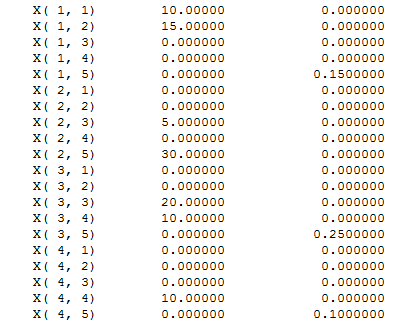 X( 1, 1) 10.00000 0.000000
X( 1, 2) 15.00000 0.000000
X( 1, 3) 0.000000 0.000000
X( 1, 4) 0.000000 0.000000
X( 1, 5) 0.000000 0.1500000
X( 2, 1) 0.000000 0.000000
X( 2, 2) 0.000000 0.000000
X( 2, 3) 5.000000 0.000000
X( 2, 4) 0.000000 0.000000
X( 2, 5) 30.00000 0.000000
X( 3, 1) 0.000000 0.000000
X( 3, 2) 0.000000 0.000000
X( 3, 3) 20.00000 0.000000
X( 3, 4) 10.00000 0.000000
X( 3, 5) 0.000000 0.2500000
X( 4, 1) 0.000000 0.000000
X( 4, 2) 0.000000 0.000000
X( 4, 3) 0.000000 0.000000
X( 4, 4) 10.00000 0.000000
X( 4, 5) 0.000000 0.1000000